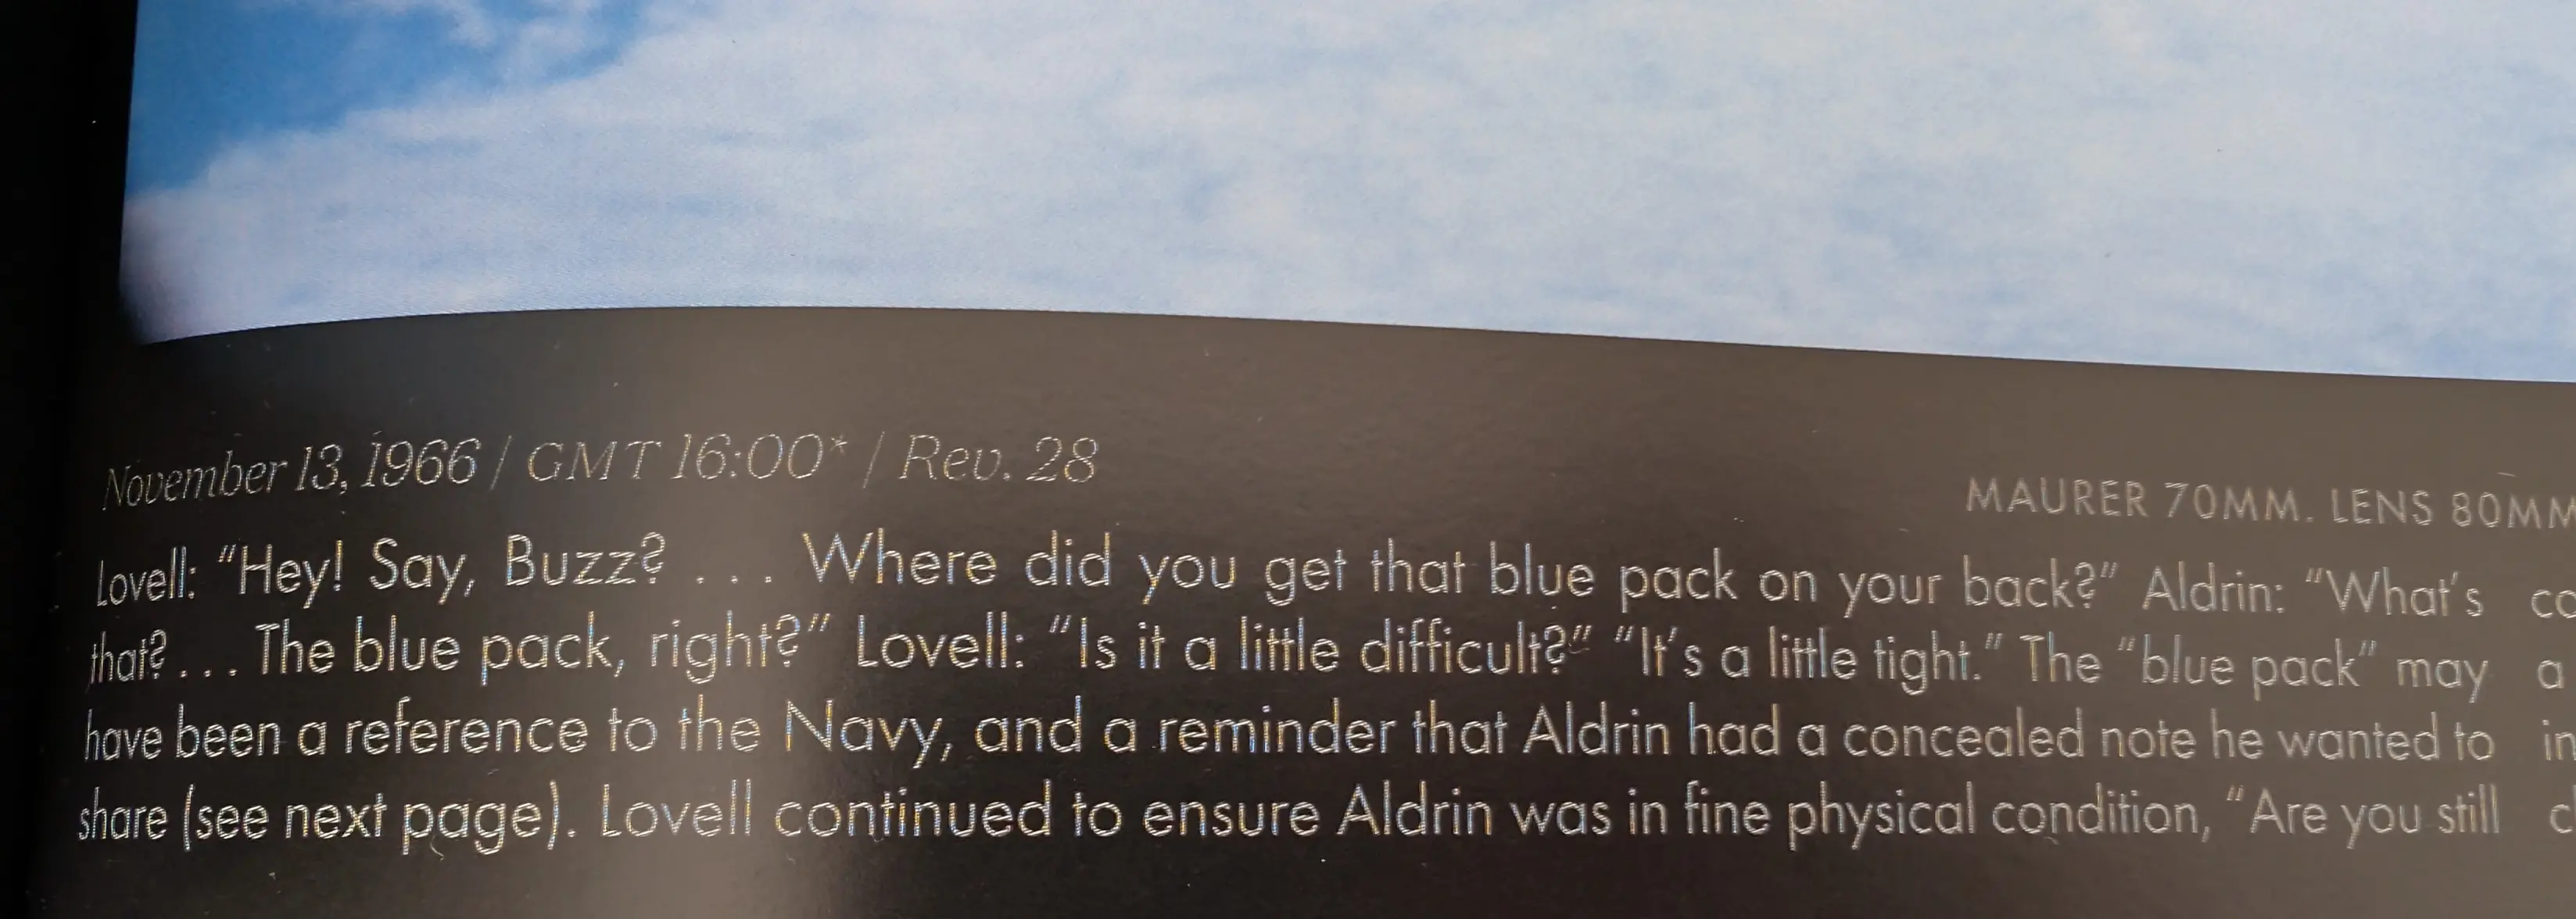 November 13, 1966 / GMT 16:00* / Rev. 28
MAURER 70MM. LENS 80MM
Lovell: “Hey! Say, Buzz? . . . Where did you get that blue pack on your back?” Aldrin: “What’s
that? . . . The blue pack, right?” Lovell: “Is it a little difficult?” “It’s a little tight.” The “blue pack” may
have been a reference to the Navy, and a reminder that Aldrin had a concealed note he wanted to
share (see next page). Lovell continued to ensure Aldrin was in fine physical condition, “Are you still